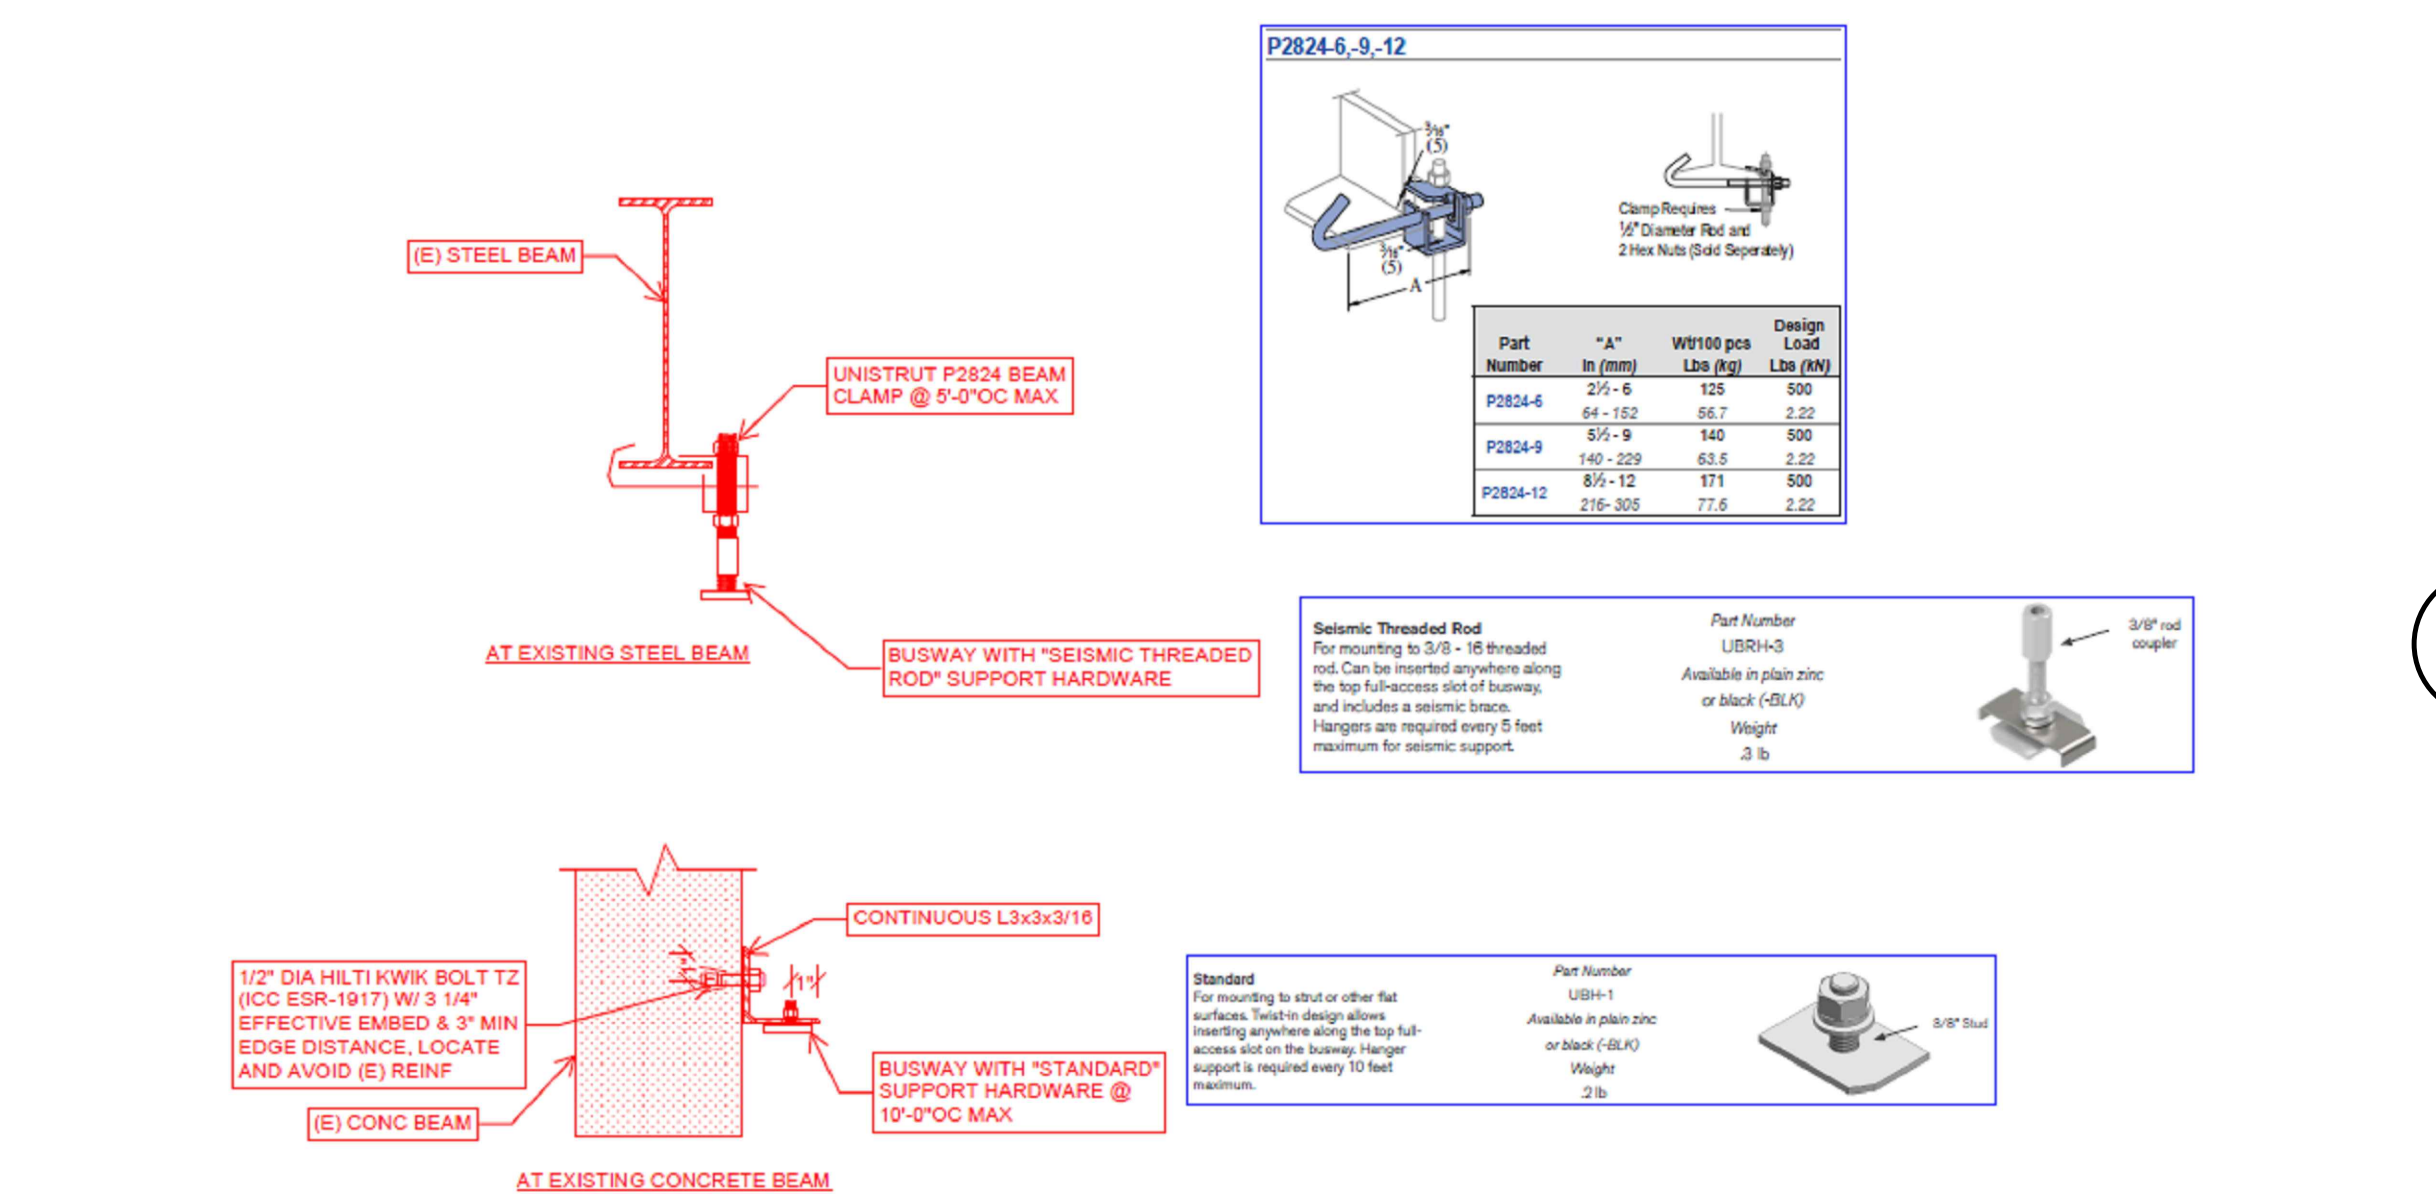 P2824-6,-9,-12
3/16"
(5)
3/16"
(5)
A
Clamp Requires
½" Diameter Rod and
2 Hex Nuts (Sold Seperately)
Part Number "A" In (mm) Wt/100 pcs Lbs (kg) Design Load Lbs (kN)
P2824-6 2½ - 6 125 500
64 - 152 56.7 2.22
P2824-9 5½ - 9 140 500
140 - 229 63.5 2.22
P2824-12 8½ - 12 171 500
216- 305 77.6 2.22
(E) STEEL BEAM
UNISTRUT P2824 BEAM
CLAMP @ 5'-0"OC MAX
BUSWAY WITH "SEISMIC THREADED
ROD" SUPPORT HARDWARE
AT EXISTING STEEL BEAM
Seismic Threaded Rod
For mounting to 3/8 - 16 threaded
rod. Can be inserted anywhere along
the top full-access slot of busway,
and includes a seismic brace.
Hangers are required every 5 feet
maximum for seismic support.
Part Number
UBRH-3
Available in plain zinc
or black (-BLK)
Weight
.3 lb
3/8" rod
coupler
CONTINUOUS L3x3x3/16
1"
1"
1/2" DIA HILTI KWIK BOLT TZ
(ICC ESR-1917) W/ 3 1/4"
EFFECTIVE EMBED & 3" MIN
EDGE DISTANCE, LOCATE
AND AVOID (E) REINF
(E) CONC BEAM
BUSWAY WITH "STANDARD"
SUPPORT HARDWARE @
10'-0"OC MAX
AT EXISTING CONCRETE BEAM
Standard
For mounting to strut or other flat
surfaces. Twist-in design allows
inserting anywhere along the top full-
access slot on the busway. Hanger
support is required every 10 feet
maximum.
Part Number
UBH-1
Available in plain zinc
or black (-BLK)
Weight
.2 lb
3/8" Stud